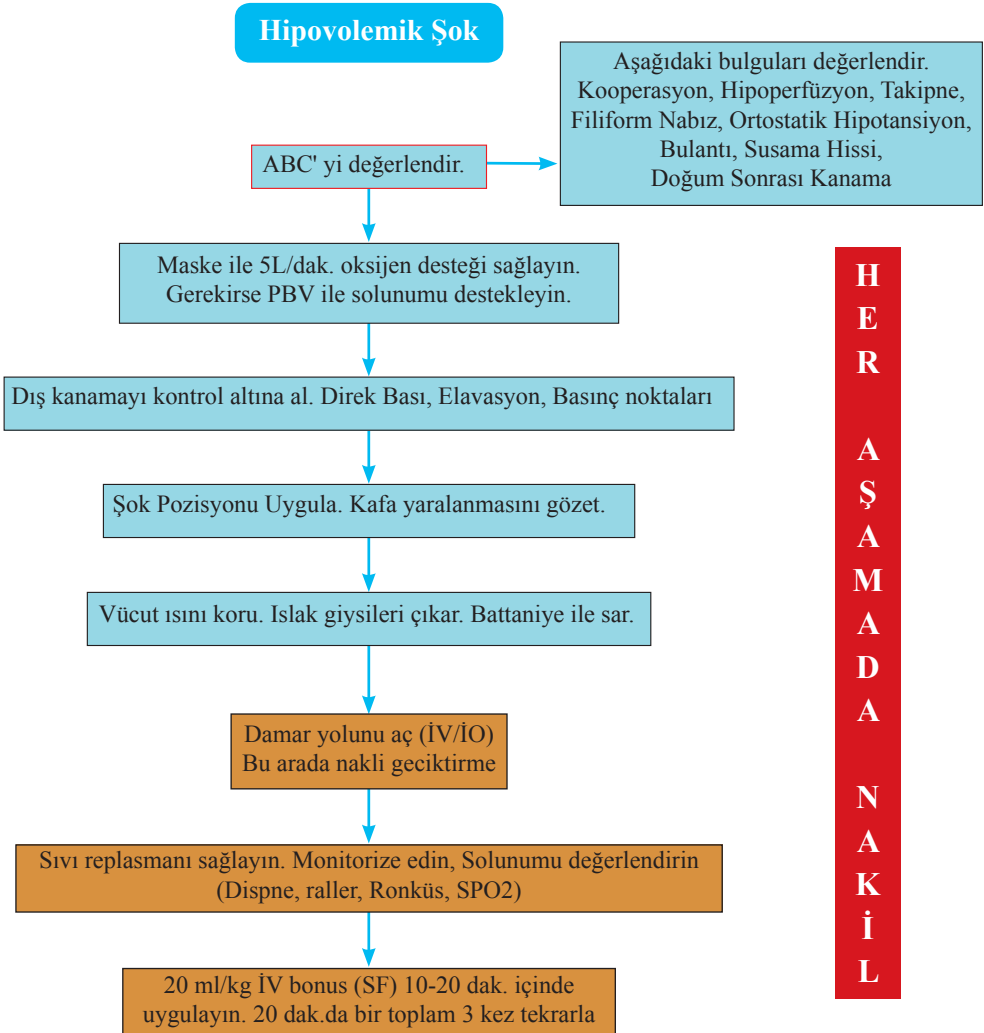 Hipovolemik Şok
Aşağıdaki bulguları değerlendir.
Kooperasyon, Hipoperfüzyon, Takipne,
Filiform Nabız, Ortostatik Hipotansiyon,
Bulantı, Susama Hissi,
Doğum Sonrası Kanama
ABC' yi değerlendir.
Maske ile 5L/dak. oksijen desteği sağlayın.
Gerekirse PBV ile solunumu destekleyin.
Dış kanamayı kontrol altına al. Direk Bası, Elavasyon, Basınç noktaları
Şok Pozisyonu Uygula. Kafa yaralanmasını gözet.
Vücut ısını koru. Islak giysileri çıkar. Battaniye ile sar.
Damar yolunu aç (İV/İO)
Bu arada nakli geciktirme
Sıvı replasmanı sağlayın. Monitorize edin, Solunumu değerlendirin
(Dispne, raller, Ronküs, SPO2)
20 ml/kg İV bonus (SF) 10-20 dak. içinde
uygulayın. 20 dak.da bir toplam 3 kez tekrarla
HER AŞAMADA NAKİL